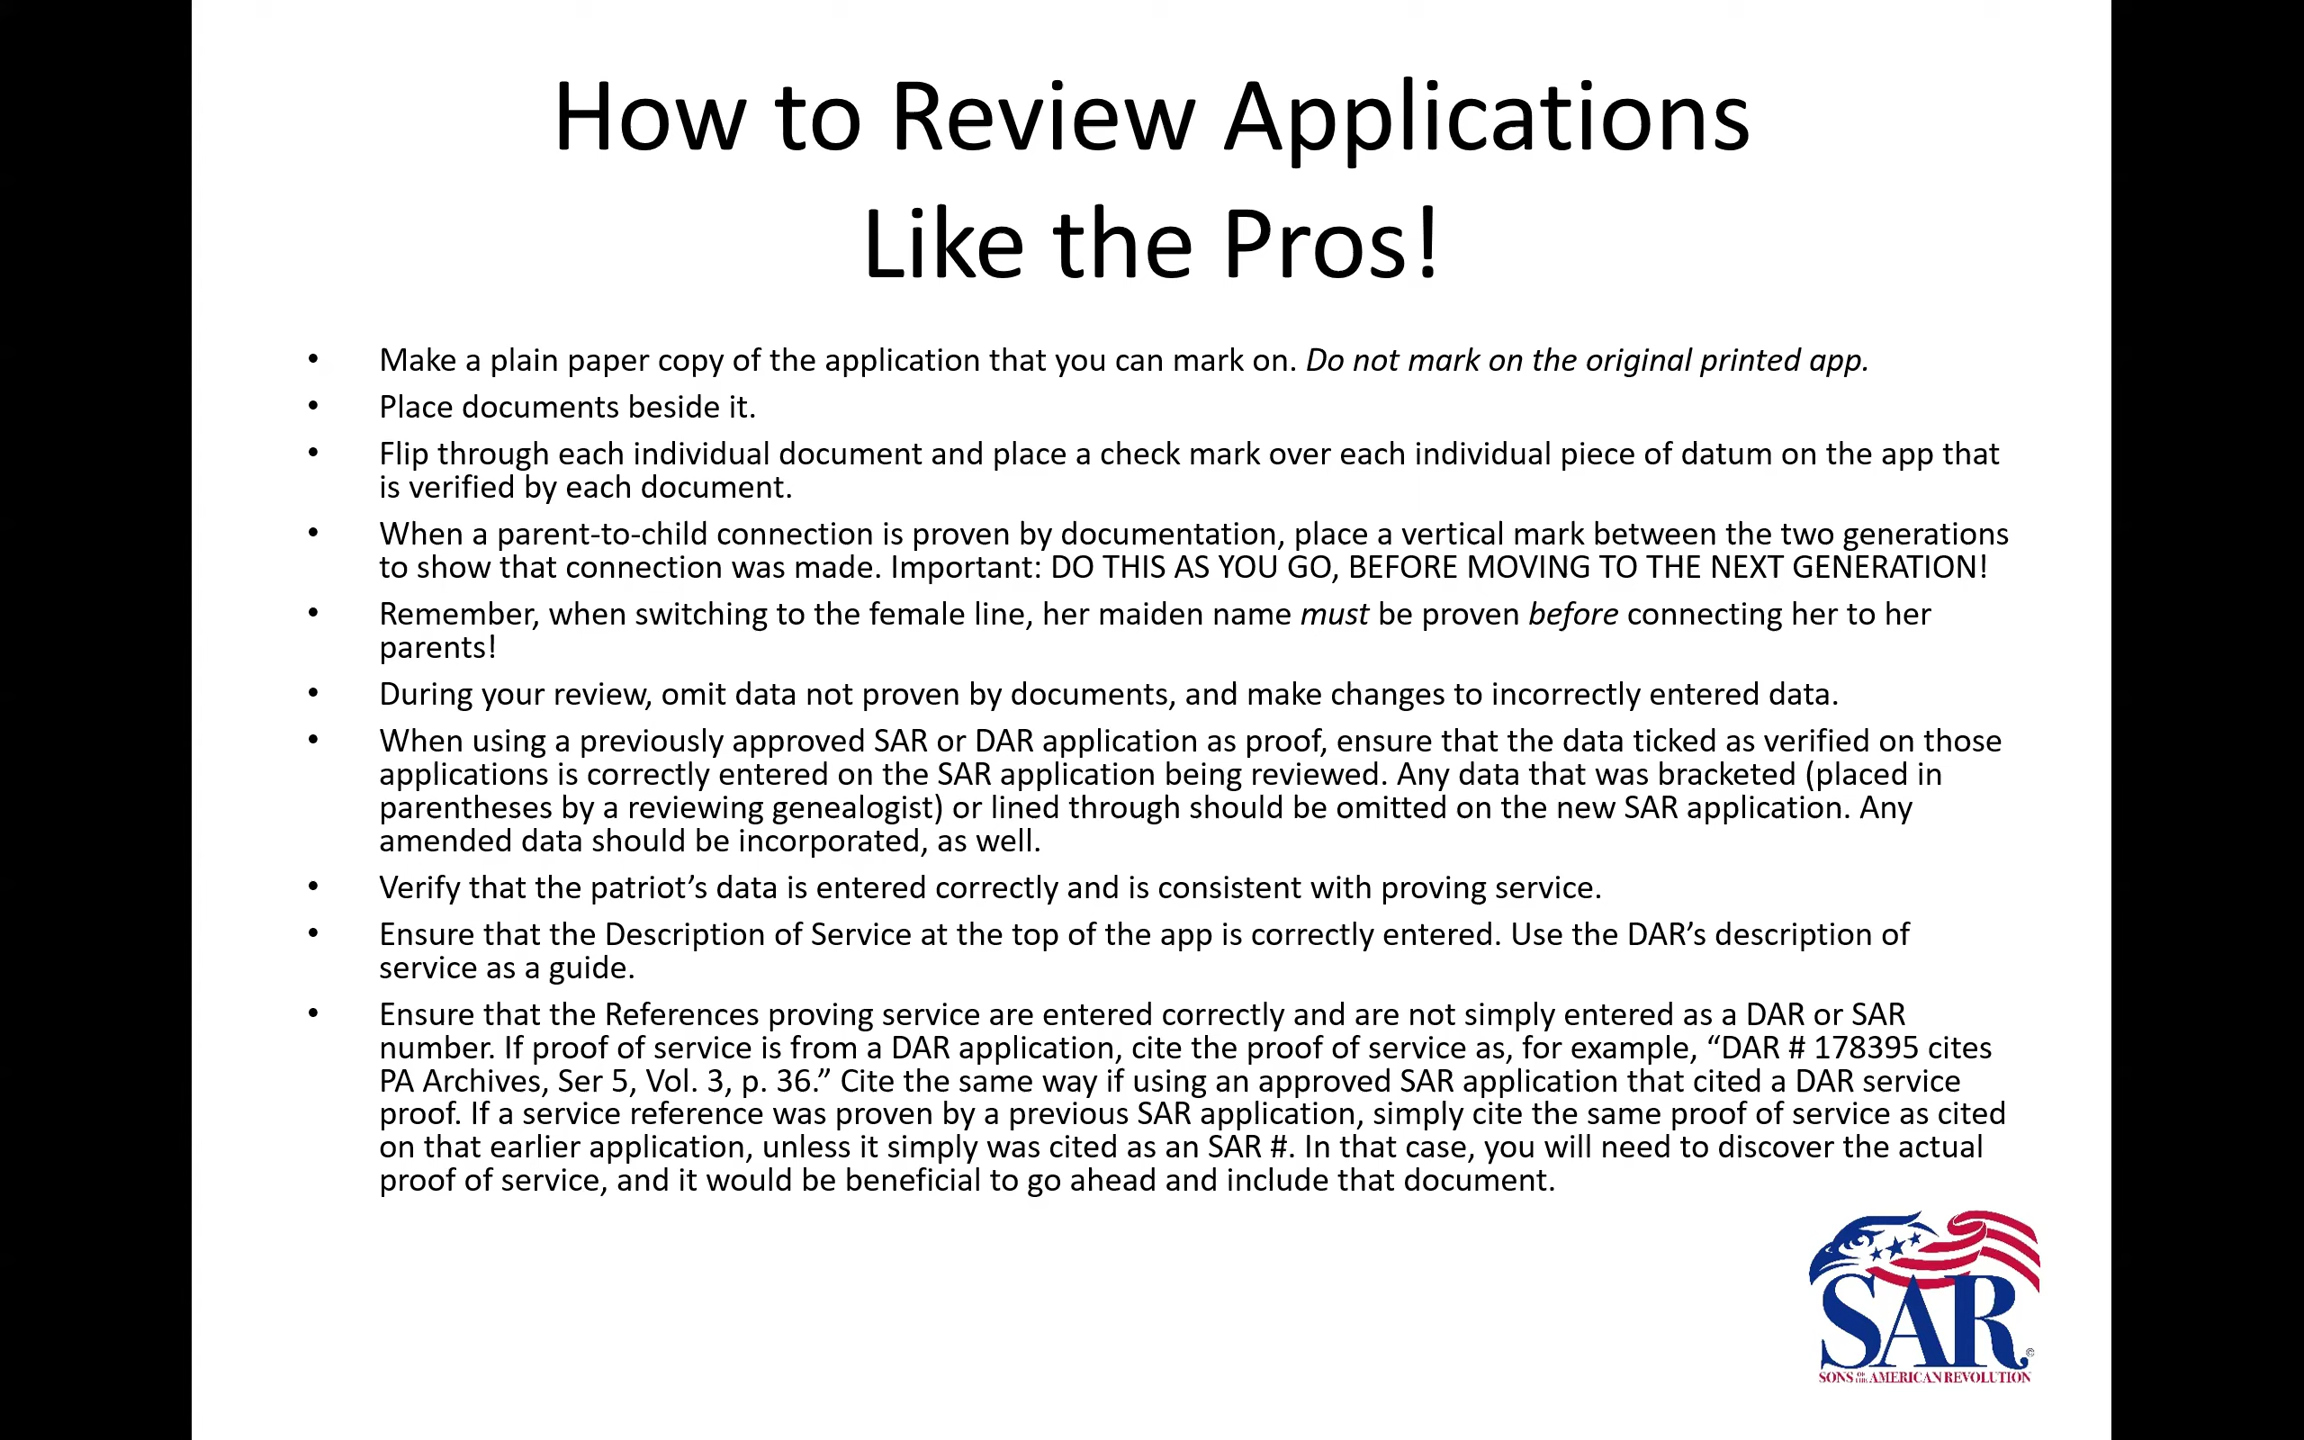 How to Review Applications
Like the Pros!
• Make a plain paper copy of the application that you can mark on. Do not mark on the original printed app.
• Place documents beside it.
• Flip through each individual document and place a check mark over each individual piece of datum on the app that
is verified by each document.
• When a parent-to-child connection is proven by documentation, place a vertical mark between the two generations
to show that connection was made. Important: DO THIS AS YOU GO, BEFORE MOVING TO THE NEXT GENERATION!
• Remember, when switching to the female line, her maiden name must be proven before connecting her to her
parents!
• During your review, omit data not proven by documents, and make changes to incorrectly entered data.
• When using a previously approved SAR or DAR application as proof, ensure that the data ticked as verified on those
applications is correctly entered on the SAR application being reviewed. Any data that was bracketed (placed in
parentheses by a reviewing genealogist) or lined through should be omitted on the new SAR application. Any
amended data should be incorporated, as well.
• Verify that the patriot’s data is entered correctly and is consistent with proving service.
• Ensure that the Description of Service at the top of the app is correctly entered. Use the DAR’s description of
service as a guide.
• Ensure that the References proving service are entered correctly and are not simply entered as a DAR or SAR
number. If proof of service is from a DAR application, cite the proof of service as, for example, “DAR # 178395 cites
PA Archives, Ser 5, Vol. 3, p. 36.” Cite the same way if using an approved SAR application that cited a DAR service
proof. If a service reference was proven by a previous SAR application, simply cite the same proof of service as cited
on that earlier application, unless it simply was cited as an SAR #. In that case, you will need to discover the actual
proof of service, and it would be beneficial to go ahead and include that document.
SAR©
SONS OF THE AMERICAN REVOLUTION